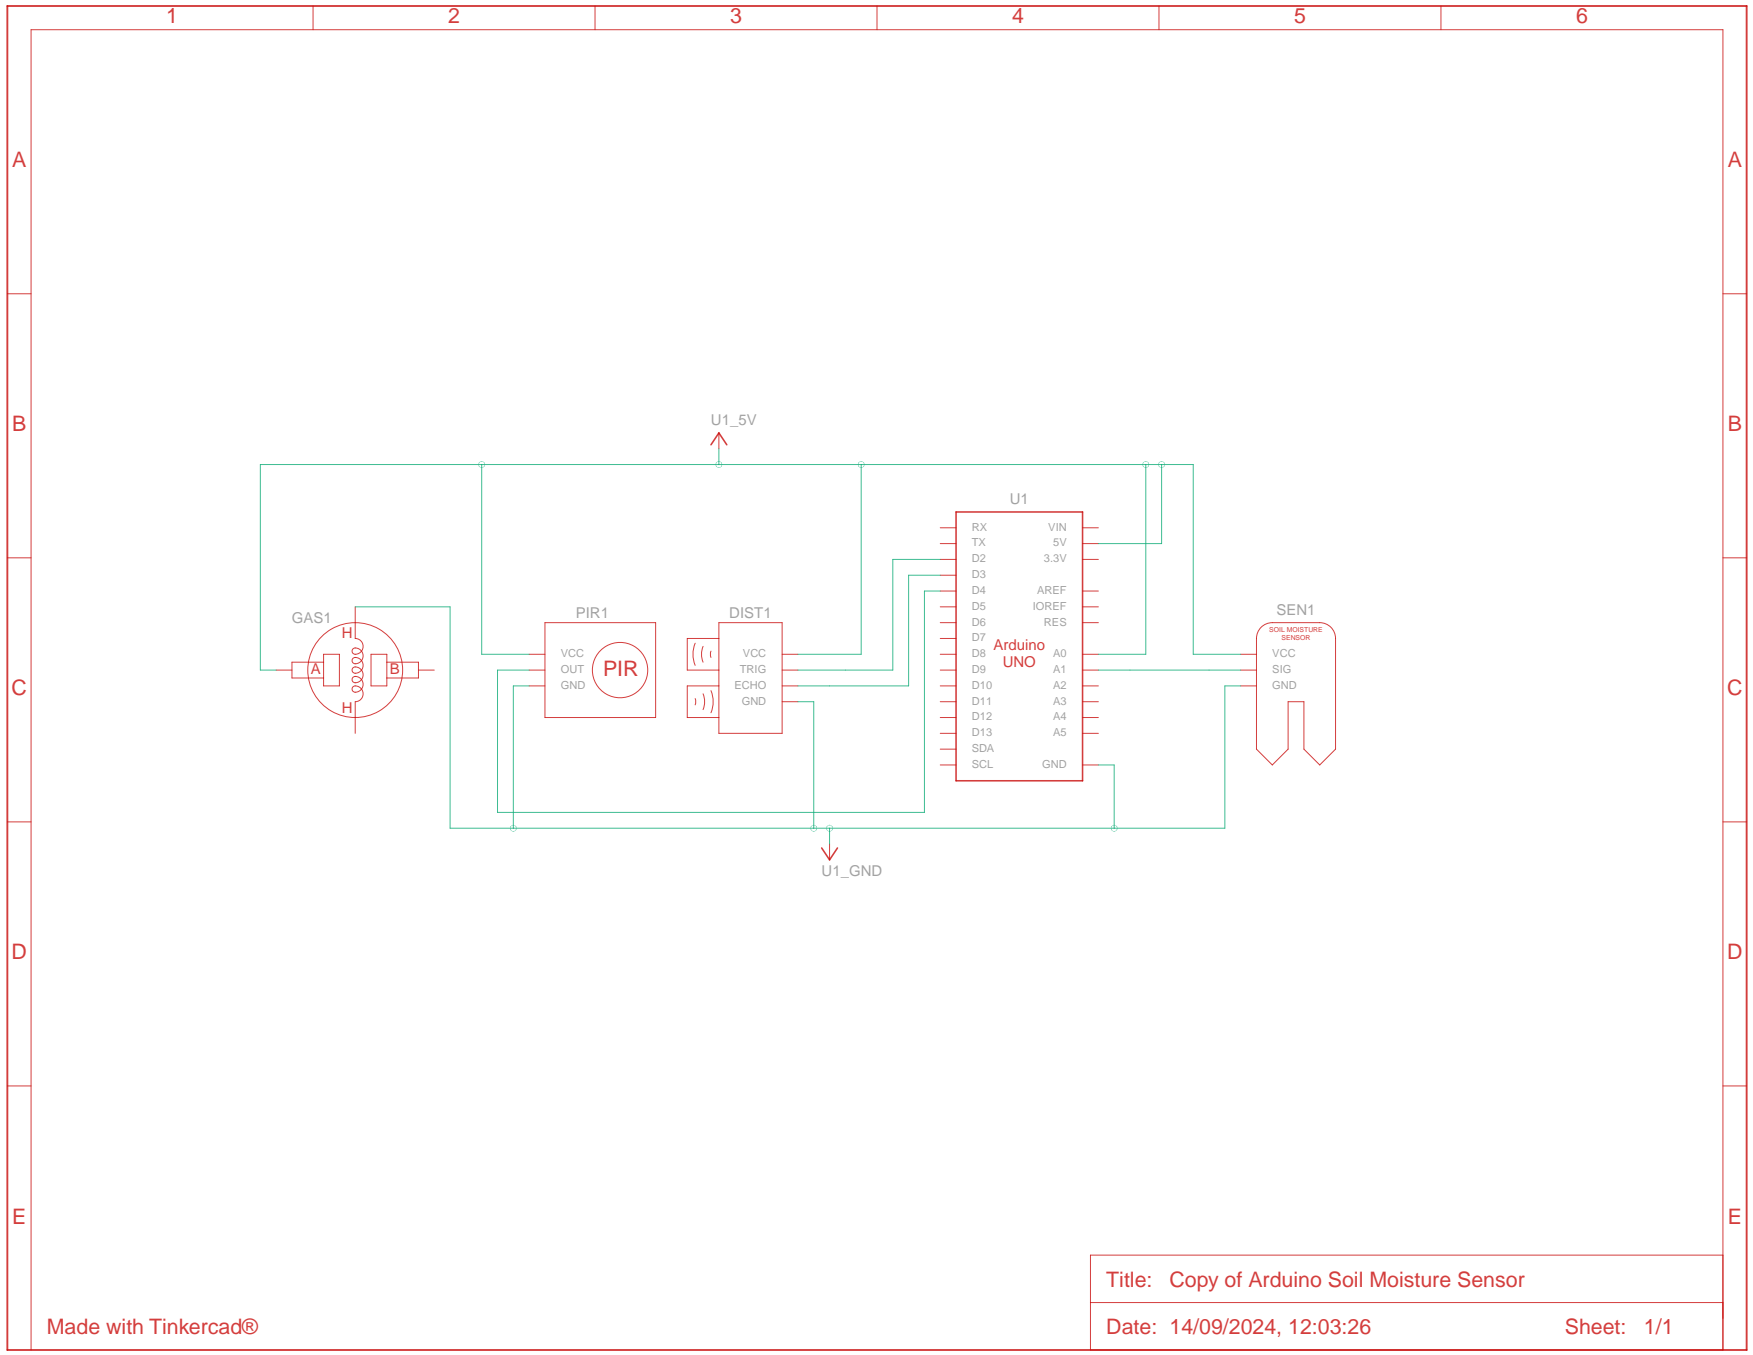 1 2 3 4 5 6
A A
B B
U1_5V
U1
RX VIN
TX 5V
D2 3.3V
D3
D4 AREF
D5 IOREF
D6 RES
D7
D8 A0
D9 A1
D10 A2
D11 A3
D12 A4
D13 A5
SDA
SCL GND
Arduino
UNO
GAS1
H
A B
H
PIR1
VCC
OUT
GND
PIR
DIST1
VCC
TRIG
ECHO
GND
SEN1
SOIL MOISTURE
SENSOR
VCC
SIG
GND
C C
U1_GND
D D
E E
Title: Copy of Arduino Soil Moisture Sensor
Made with Tinkercad®
Date: 14/09/2024, 12:03:26 Sheet: 1/1